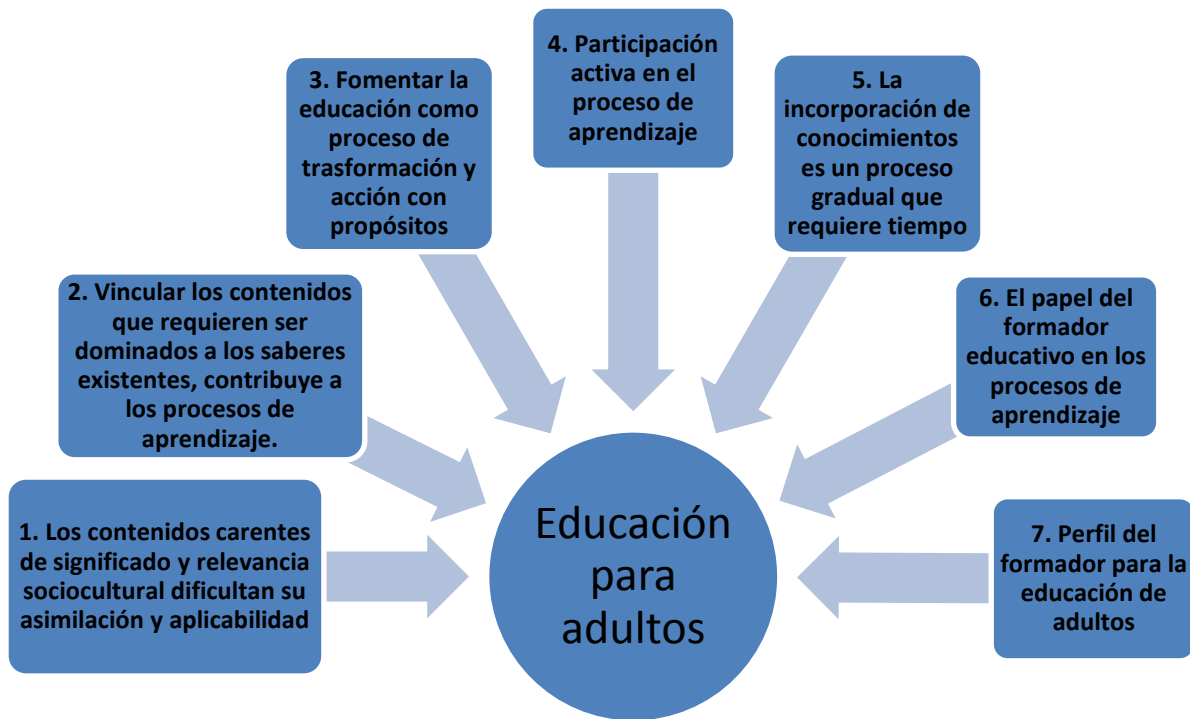 1. Los contenidos carentes
de significado y relevancia
sociocultural dificultan su
asimilación y aplicabilidad
2. Vincular los contenidos
que requieren ser
dominados a los saberes
existentes, contribuye a
los procesos de
aprendizaje.
3. Fomentar la
educación como
proceso de
trasformación y
acción con
propósitos
4. Participación
activa en el
proceso de
aprendizaje
5. La
incorporación de
conocimientos
es un proceso
gradual que
requiere tiempo
6. El papel del
formador
educativo en los
procesos de
aprendizaje
7. Perfil del
formador para la
educación de
adultos
Educación
para
adultos